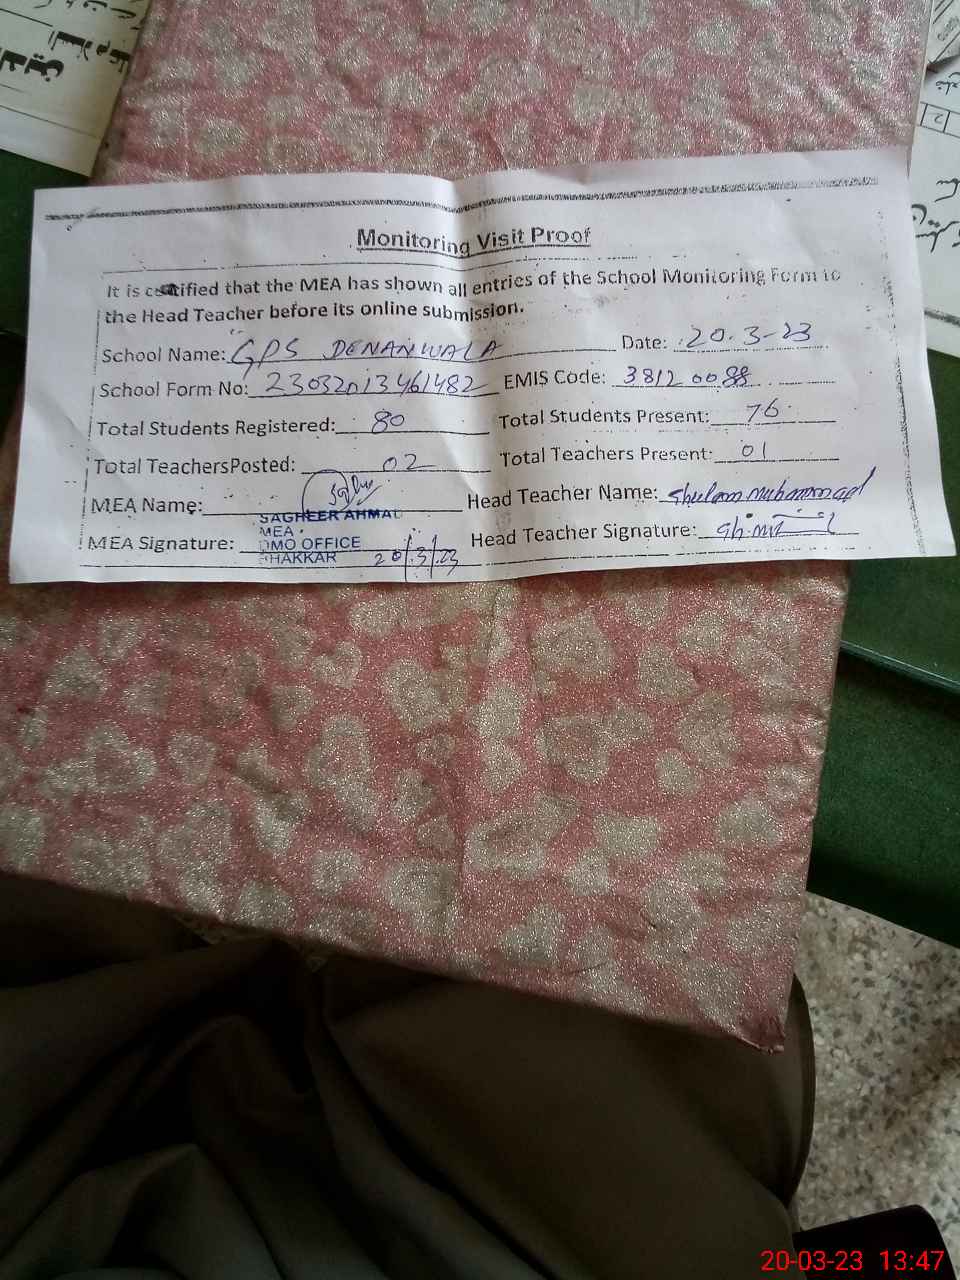 السلام علی
Monitoring Visit Proof
It is certified that the MEA has shown all entries of the School Monitoring Form to
the Head Teacher before its online submission.
School Name: GPS DENANWALA Date: 20.3-23
School Form No: 23032013461482 EMIS Code: 38120088
Total Students Registered: 80 Total Students Present: 76
Total TeachersPosted: 02 Total Teachers Present: 01
MEA Name: Head Teacher Name: Ghulam muhammad
SAGHEER AHMAD
MEA
MEA Signature: DMO OFFICE Head Teacher Signature:
BHAKKAR 20/3/23
20-03-23 13:47